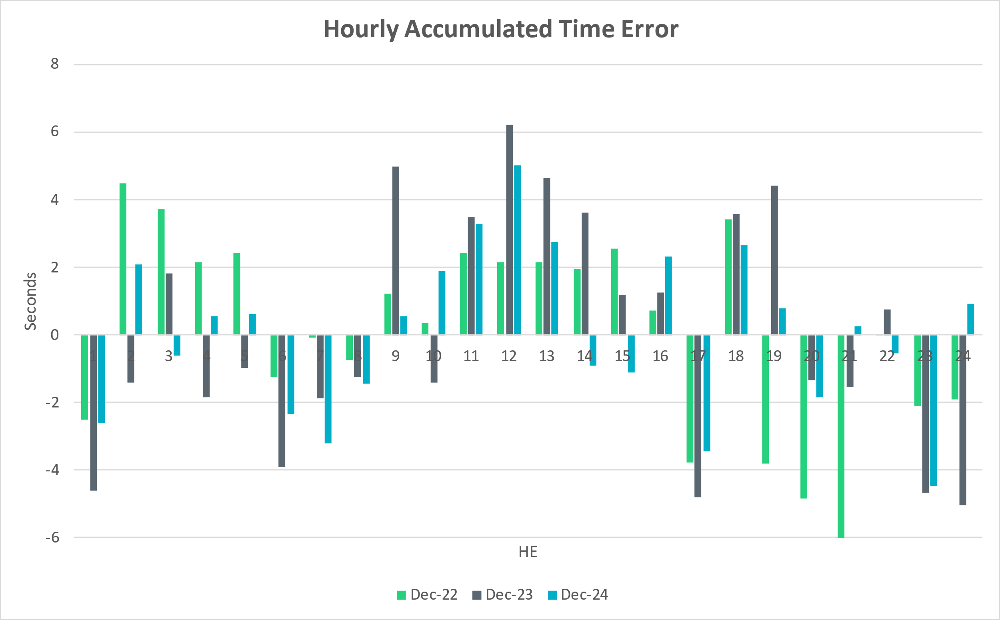 Hourly Accumulated Time Error
8
6
4
2
0
-2
-4
-6
Seconds
1 2 3 4 5 6 7 8 9 10 11 12 13 14 15 16 17 18 19 20 21 22 23 24
HE
Dec-22 Dec-23 Dec-24